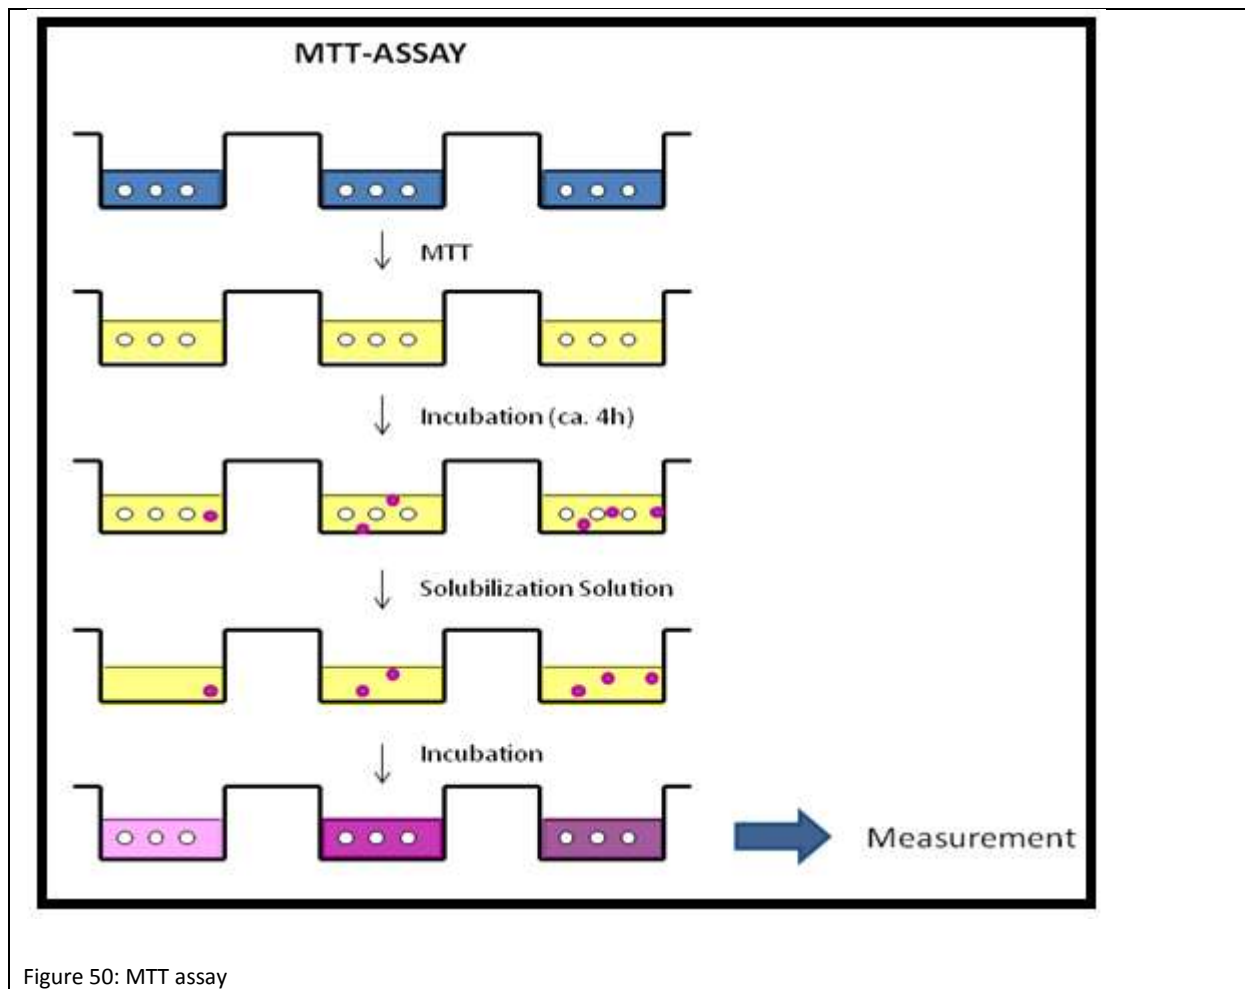 MTT-ASSAY
MTT
Incubation (ca. 4h)
Solubilization Solution
Incubation
Measurement
Figure 50: MTT assay